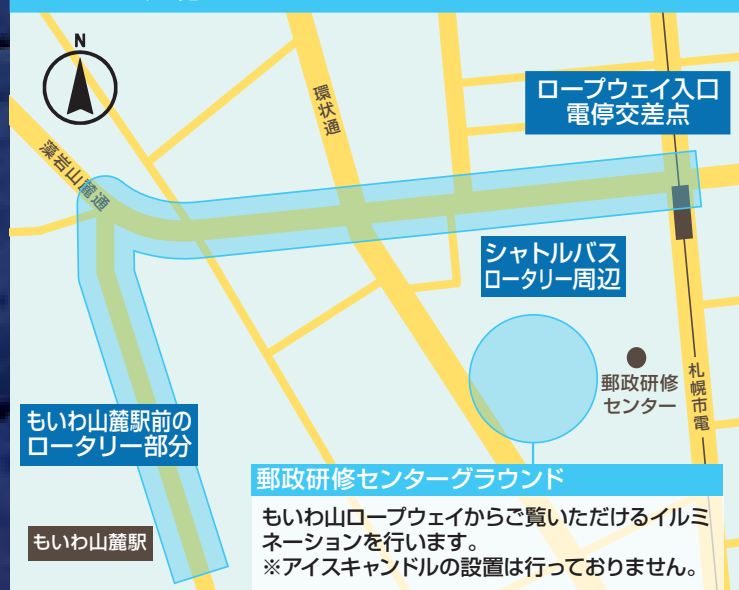 N
環状通
ロープウェイ入口
電停交差点
藻岩山麓通
シャトルバス
ロータリー周辺
郵政研修
センター
札幌市電
もいわ山麓駅前の
ロータリー部分
もいわ山麓駅
郵政研修センターグラウンド
もいわ山ロープウェイからご覧いただけるイルミ
ネーションを行います。
※アイスキャンドルの設置は行っておりません。